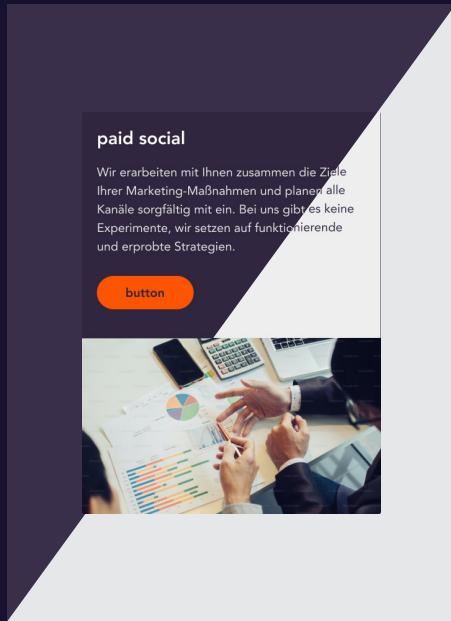 paid social
Wir erarbeiten mit Ihnen zusammen die Ziele
Ihrer Marketing-Maßnahmen und planen alle
Kanäle sorgfältig mit ein. Bei uns gibt es keine
Experimente, wir setzen auf funktionierende
und erprobte Strategien.
button